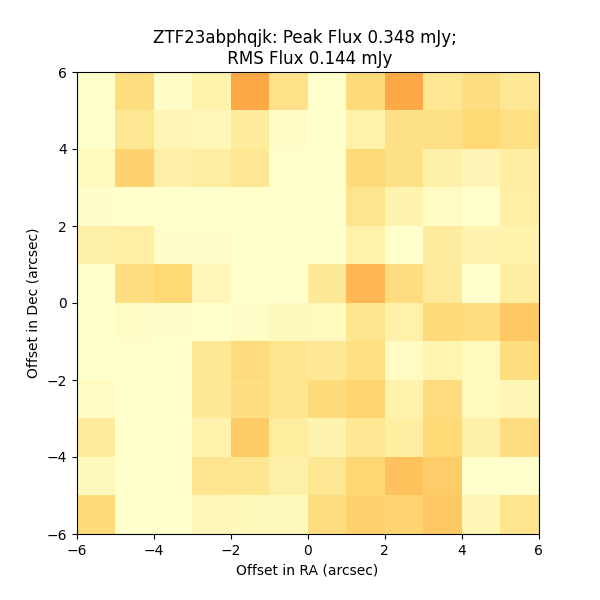 ZTF23abphqjk: Peak Flux 0.348 mJy;
RMS Flux 0.144 mJy
6
4
2
0
−2
−4
−6
Offset in Dec (arcsec)
−6 −4 −2 0 2 4 6
Offset in RA (arcsec)